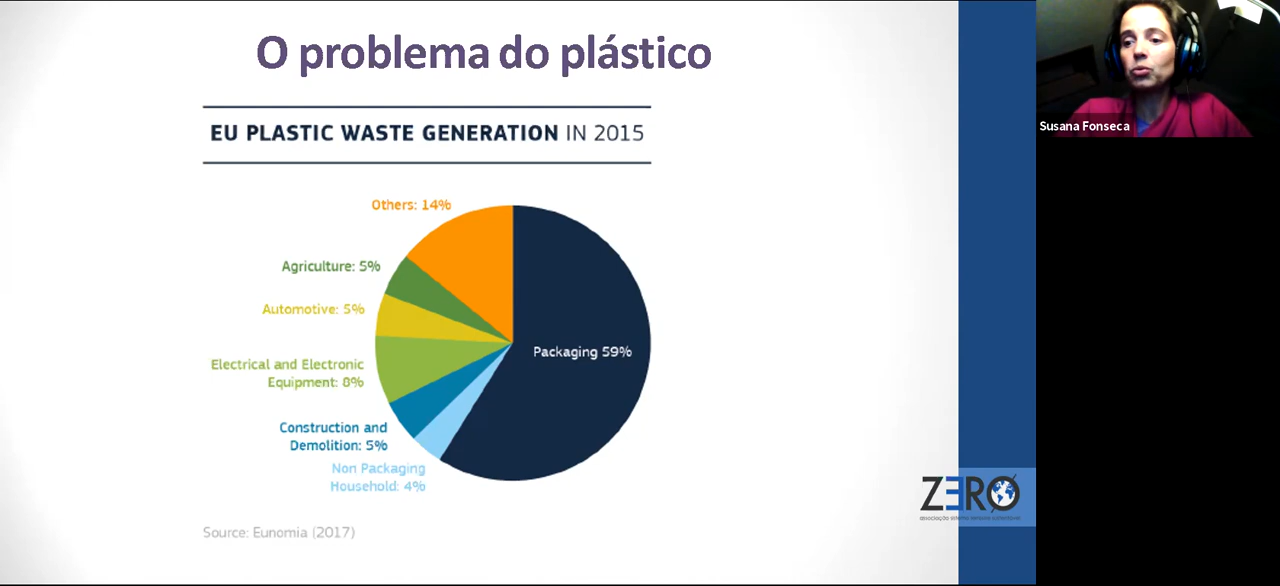 O problema do plástico
EU PLASTIC WASTE GENERATION IN 2015
Others: 14%
Agriculture: 5%
Automotive: 5%
Electrical and Electronic
Equipment: 8%
Construction and
Demolition: 5%
Non Packaging
Household: 4%
Packaging 59%
Source: Eunomia (2017)
ZERO
Susana Fonseca